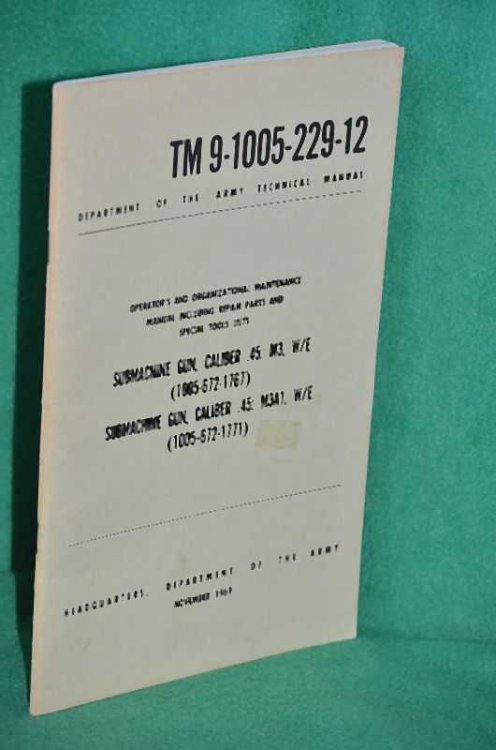 TM 9-1005-229-12
DEPARTMENT OF THE ARMY TECHNICAL MANUAL
OPERATOR'S AND ORGANIZATIONAL MAINTENANCE
MANUAL INCLUDING REPAIR PARTS AND
SPECIAL TOOLS LISTS
SUBMACHINE GUN, CALIBER .45: M3, W/E
(1005-672-1767)
SUBMACHINE GUN, CALIBER .45: M3A1, W/E
(1005-672-1771)
HEADQUARTERS, DEPARTMENT OF THE ARMY
NOVEMBER 1969